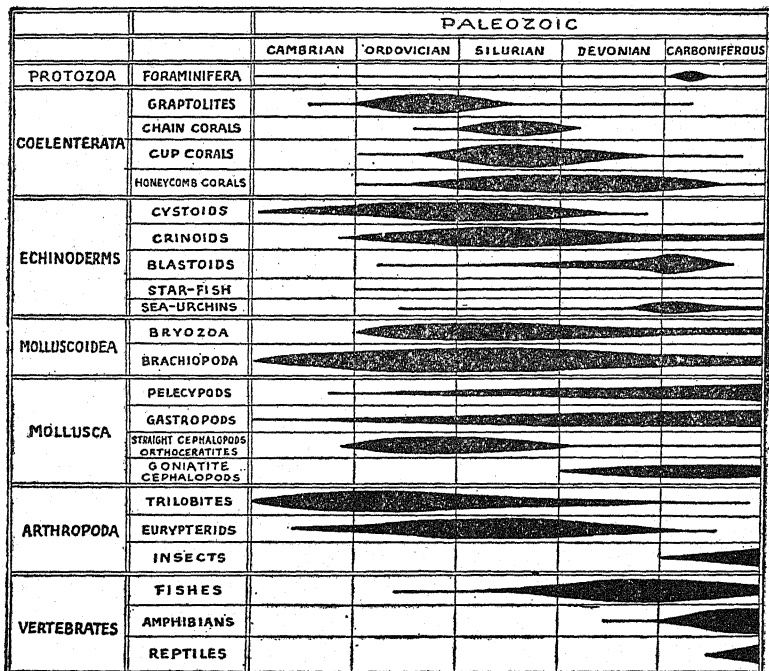 PALEOZOIC
CAMBRIAN ORDOVICIAN SILURIAN DEVONIAN CARBONIFEROUS
PROTOZOA FORAMINIFERA
COELENTERATA
GRAPTOLITES
CHAIN CORALS
CUP CORALS
HONEYCOMB CORALS
ECHINODERMS
CYSTOIDS
CRINOIDS
BLASTOIDS
STAR-FISH
SEA-URCHINS
MOLLUSCOIDEA
BRYOZOA
BRACHIOPODA
MOLLUSCA
PELECYPODS
GASTROPODS
STRAIGHT CEPHALOPODS
ORTHOCERATITES
GONIATITE
CEPHALOPODS
ARTHROPODA
TRILOBITES
EURYPTERIDS
INSECTS
VERTEBRATES
FISHES
AMPHIBIANS
REPTILES